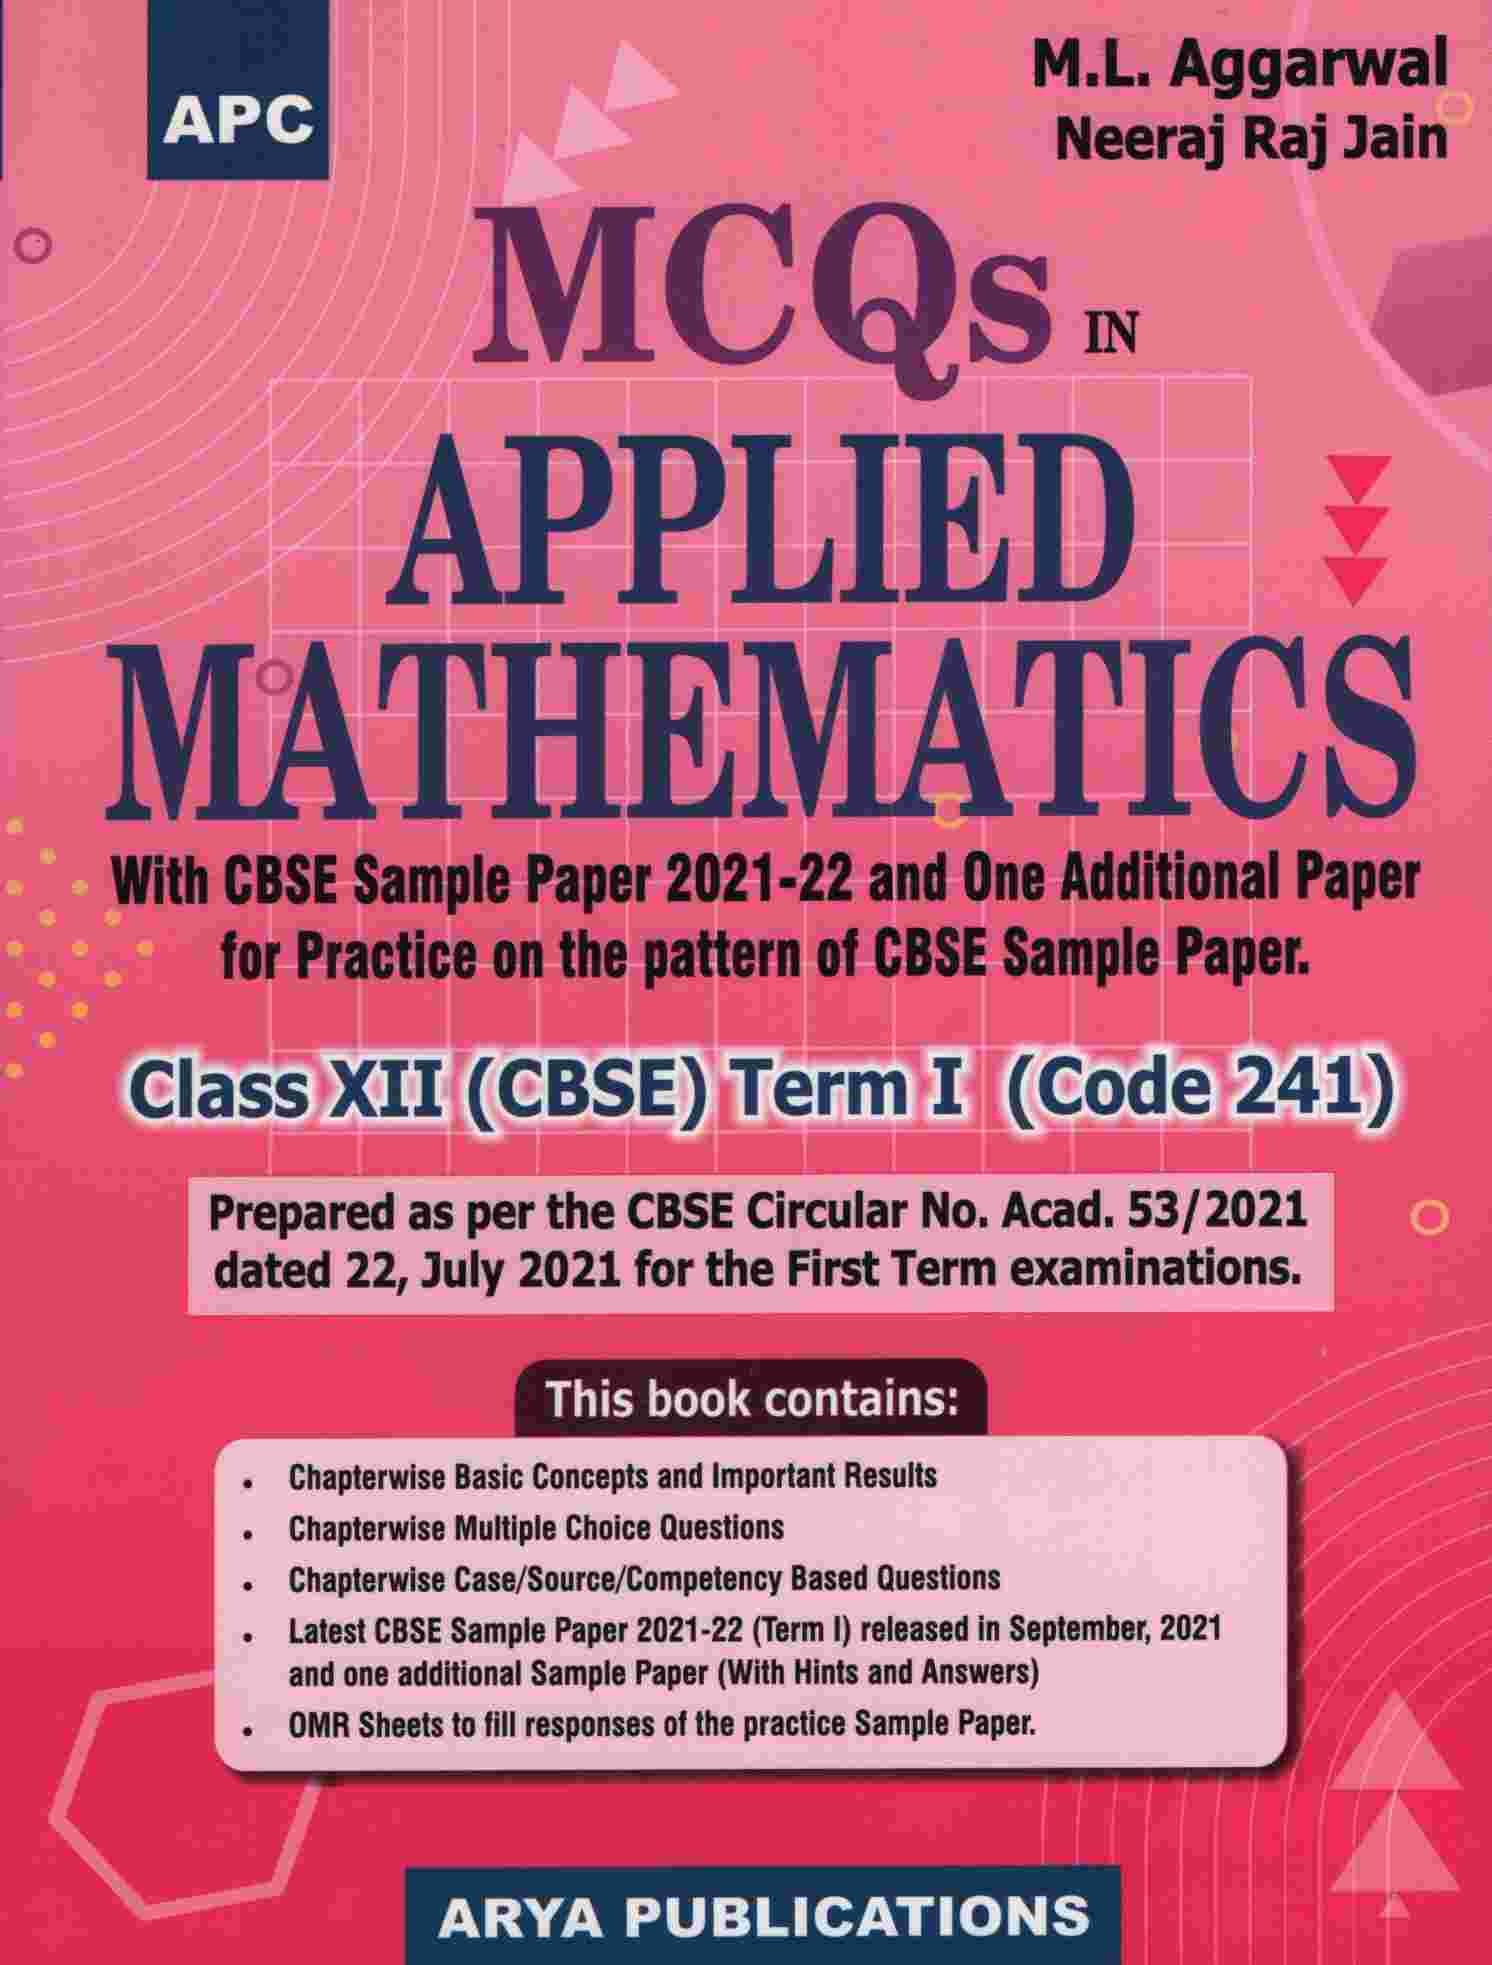 APC
M.L. Aggarwal
Neeraj Raj Jain
MCQs IN
APPLIED
MATHEMATICS
With CBSE Sample Paper 2021-22 and One Additional Paper
for Practice on the pattern of CBSE Sample Paper.
Class XII (CBSE) Term I (Code 241)
Prepared as per the CBSE Circular No. Acad. 53/2021
dated 22, July 2021 for the First Term examinations.
This book contains:
• Chapterwise Basic Concepts and Important Results
• Chapterwise Multiple Choice Questions
• Chapterwise Case/Source/Competency Based Questions
• Latest CBSE Sample Paper 2021-22 (Term I) released in September, 2021
and one additional Sample Paper (With Hints and Answers)
• OMR Sheets to fill responses of the practice Sample Paper.
ARYA PUBLICATIONS